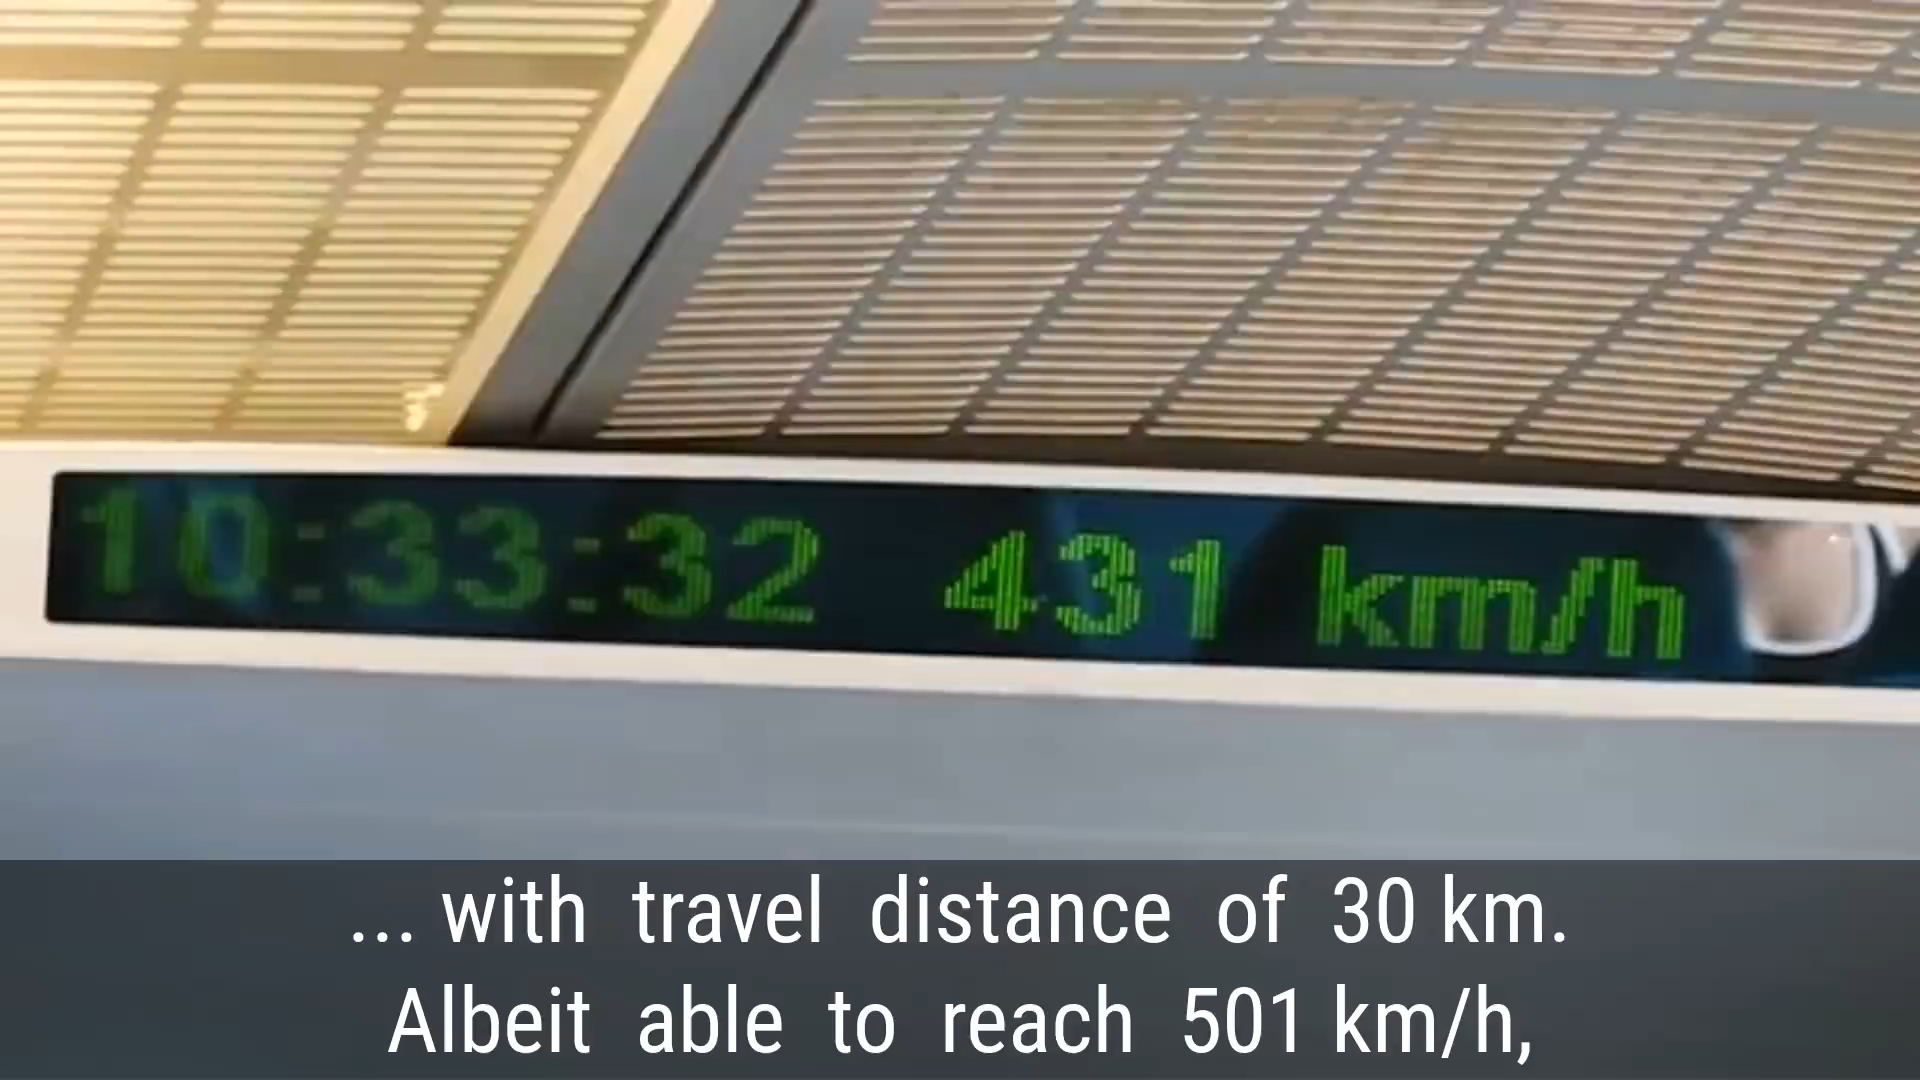 10:33:32 431 km/h
... with travel distance of 30 km.
Albeit able to reach 501 km/h,